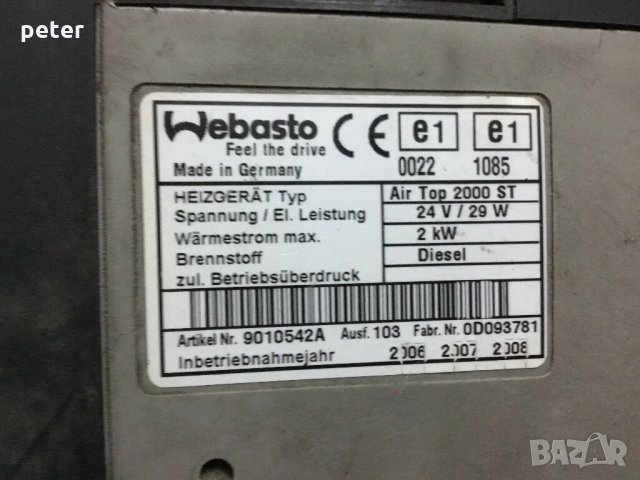 peter
Webasto
Feel the drive
Made in Germany
CE
e1 e1
0022 1085
HEIZGERÄT Typ Air Top 2000 ST
Spannung / El. Leistung 24 V / 29 W
Wärmestrom max. 2 kW
Brennstoff Diesel
zul. Betriebsüberdruck
Artikel Nr. 9010542A Ausf. 103 Fabr. Nr. 0D093781
Inbetriebnahmejahr 2006 2007 2008
BAZAR